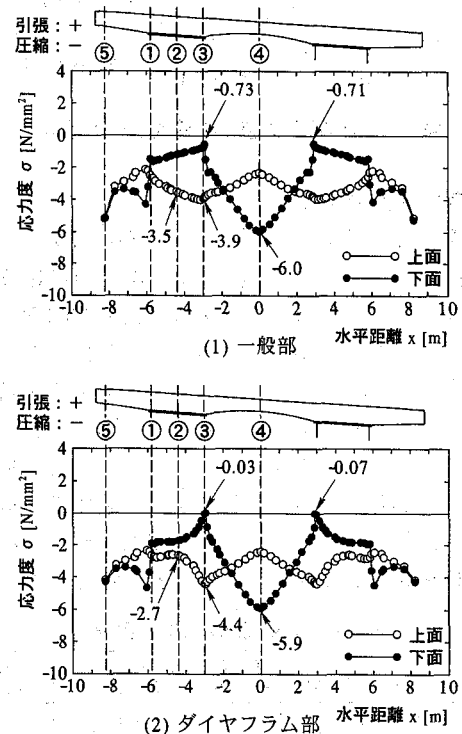 引張：＋
圧縮：－
⑤ ① ② ③ ④
応力度 σ [N/mm²]
4
2
0
-2
-4
-6
-8
-10
-0.73
-0.71
-3.5
-3.9
-6.0
上面
下面
-10 -8 -6 -4 -2 0 2 4 6 8 10
(1) 一般部
水平距離 x [m]
引張：＋
圧縮：－
⑤ ① ② ③ ④
応力度 σ [N/mm²]
4
2
0
-2
-4
-6
-8
-10
-0.03
-0.07
-2.7
-4.4
-5.9
上面
下面
-10 -8 -6 -4 -2 0 2 4 6 8 10
(2) ダイヤフラム部
水平距離 x [m]